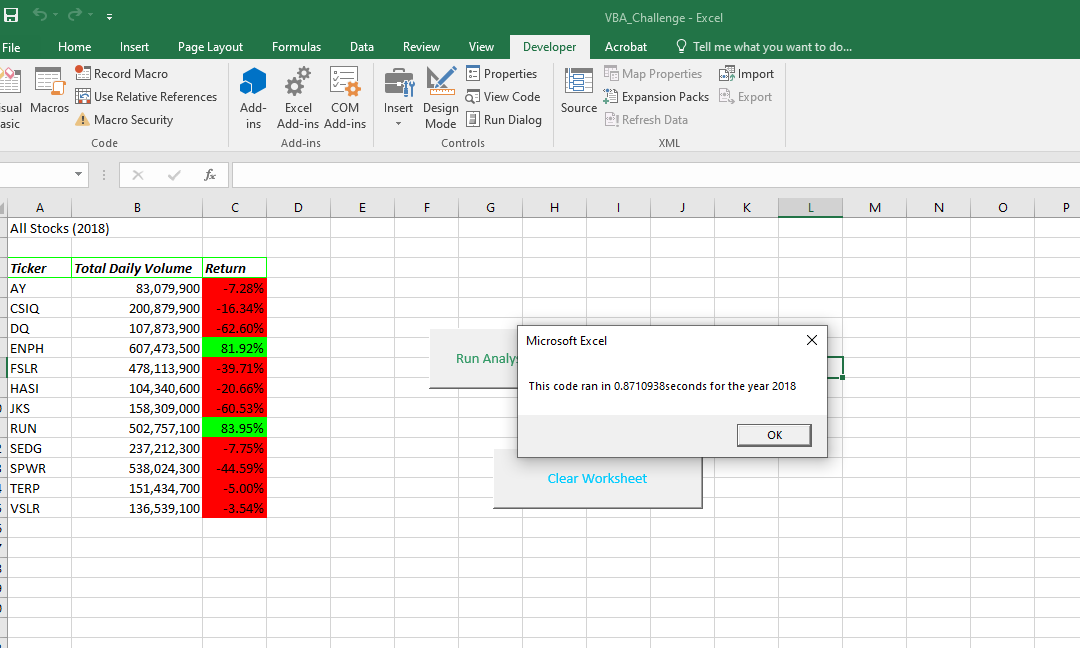 VBA_Challenge - Excel
File Home Insert Page Layout Formulas Data Review View Developer Acrobat Tell me what you want to do...
Macros
Record Macro
Use Relative References
Macro Security
Code
Add-
ins
Excel
Add-ins
COM
Add-ins
Add-ins
Insert
Design
Mode
Properties
View Code
Run Dialog
Controls
Source
Map Properties
Expansion Packs
Refresh Data
Import
Export
XML
fx
A B C D E F G H I J K L M N O P
All Stocks (2018)
Ticker Total Daily Volume Return
AY 83,079,900 -7.28%
CSIQ 200,879,900 -16.34%
DQ 107,873,900 -62.60%
ENPH 607,473,500 81.92%
FSLR 478,113,900 -39.71%
HASI 104,340,600 -20.66%
JKS 158,309,000 -60.53%
RUN 502,757,100 83.95%
SEDG 237,212,300 -7.75%
SPWR 538,024,300 -44.59%
TERP 151,434,700 -5.00%
VSLR 136,539,100 -3.54%
Run Analys
Microsoft Excel
This code ran in 0.8710938seconds for the year 2018
OK
Clear Worksheet